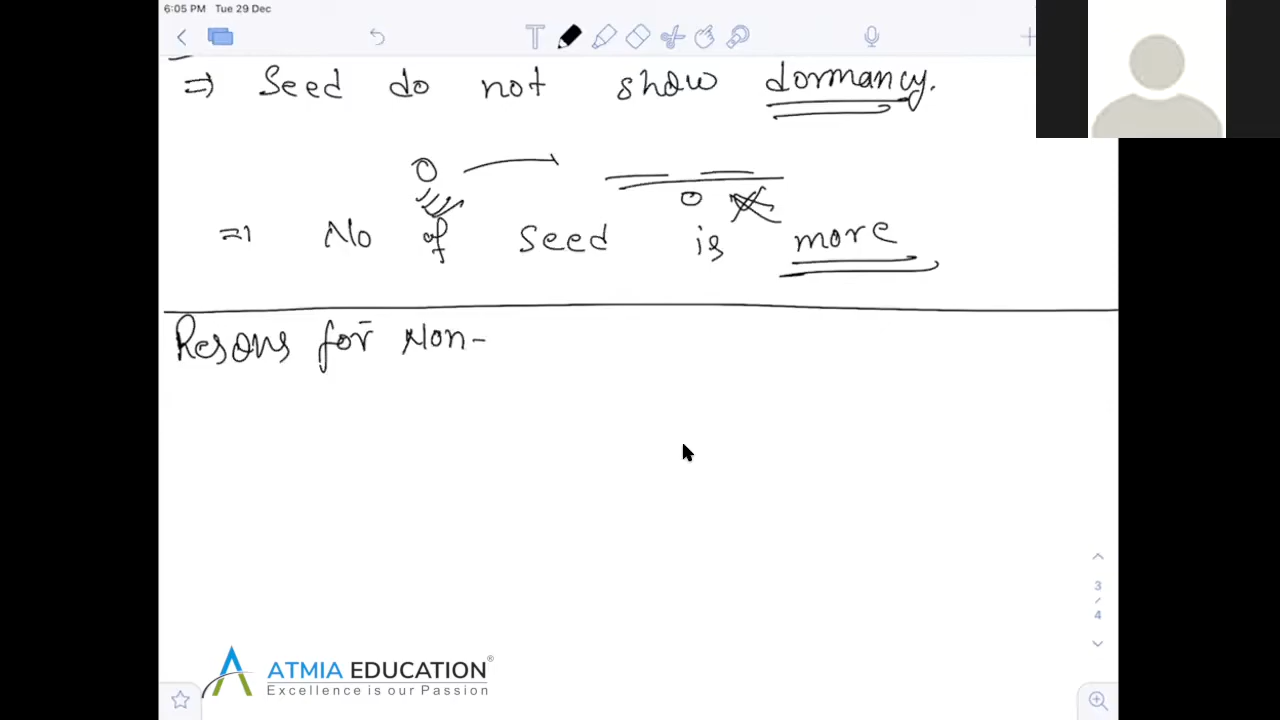 6:05 PM Tue 29 Dec
T
⇒ Seed do not show dormancy.
⇒ No of seed is more
Resons for Non-
3
4
ATMIA EDUCATION®
Excellence is our Passion